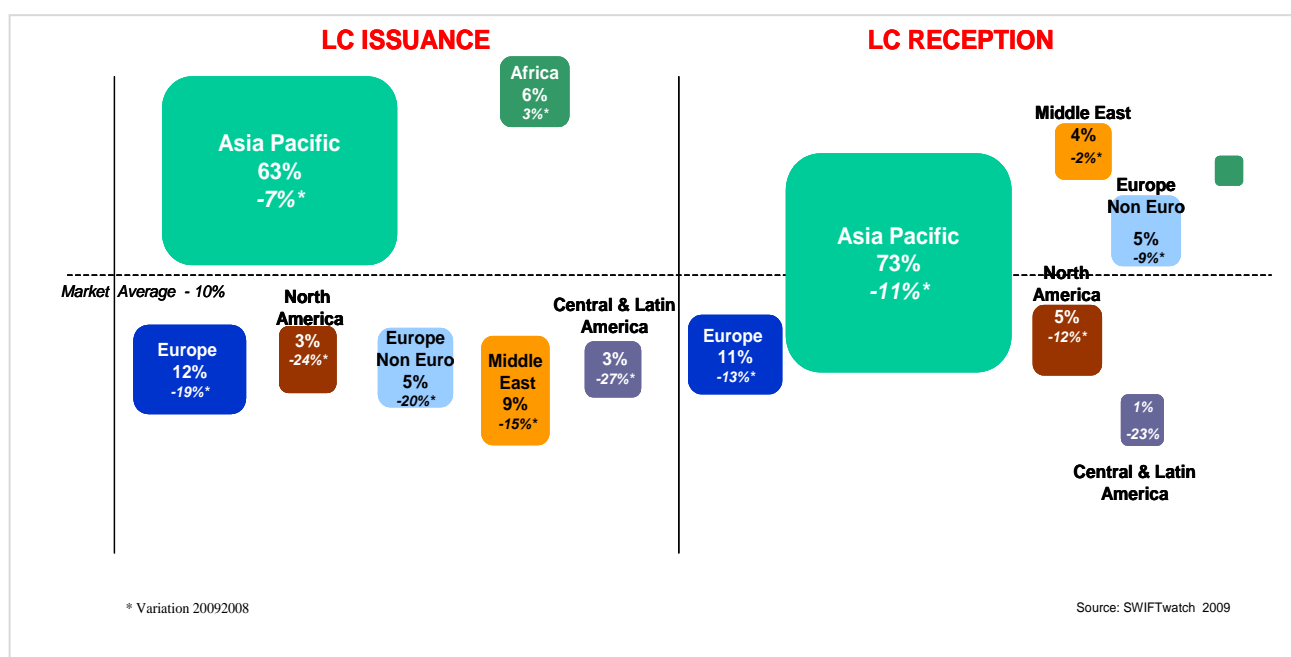 LC ISSUANCE
Africa
6%
3%*
Asia Pacific
63%
-7%*
Market Average - 10%
North
America
3%
-24%*
Europe
12%
-19%*
Europe
Non Euro
5%
-20%*
Middle
East
9%
-15%*
Central & Latin
America
3%
-27%*
LC RECEPTION
Middle East
4%
-2%*
Europe
Non Euro
5%
-9%*
Asia Pacific
73%
-11%*
North
America
5%
-12%*
Europe
11%
-13%*
1%
-23%
Central & Latin
America
* Variation 20092008
Source: SWIFTwatch 2009